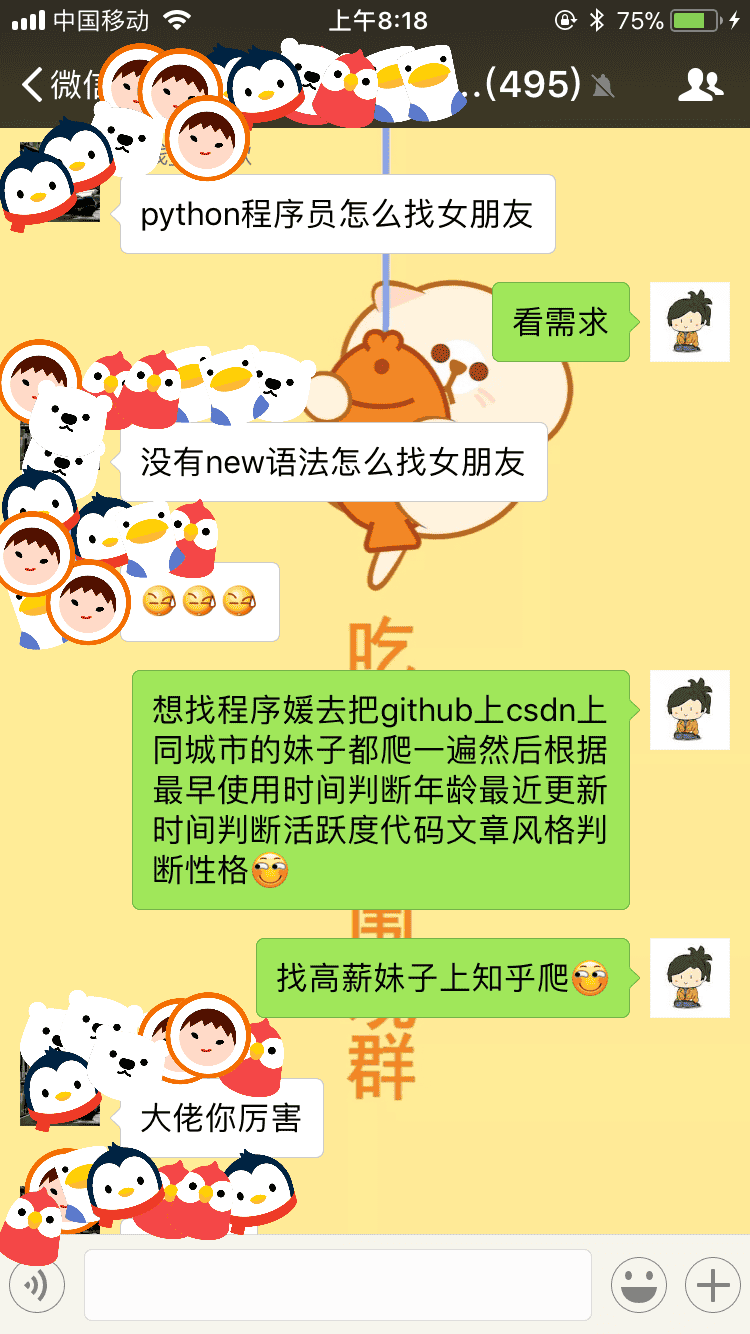 中国移动
上午8:18
75%
微信
...(495)
python程序员怎么找女朋友
看需求
没有new语法怎么找女朋友
吃
想找程序媛去把github上csdn上
同城市的妹子都爬一遍然后根据
最早使用时间判断年龄最近更新
时间判断活跃度代码文章风格判
断性格
找高薪妹子上知乎爬
群
大佬你厉害